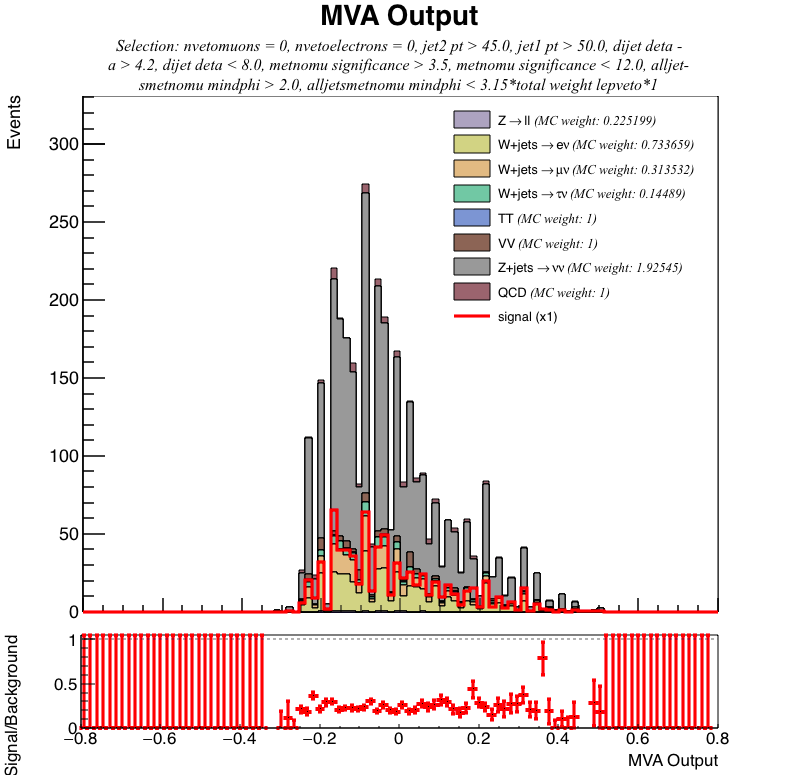 MVA Output
Selection: nvetomuons = 0, nvetoelectrons = 0, jet2 pt > 45.0, jet1 pt > 50.0, dijet deta -
a > 4.2, dijet deta < 8.0, metnomu significance > 3.5, metnomu significance < 12.0, alljet-
smetnomu mindphi > 2.0, alljetsmetnomu mindphi < 3.15*total weight lepveto*1
Events
300
250
200
150
100
50
0
Z→ll (MC weight: 0.225199)
W+jets→eν (MC weight: 0.733659)
W+jets→μν (MC weight: 0.313532)
W+jets→τν (MC weight: 0.14489)
TT (MC weight: 1)
VV (MC weight: 1)
Z+jets→νν (MC weight: 1.92545)
QCD (MC weight: 1)
signal (x1)
Signal/Background
1
0.5
0
−0.8 −0.6 −0.4 −0.2 0 0.2 0.4 0.6 0.8
MVA Output